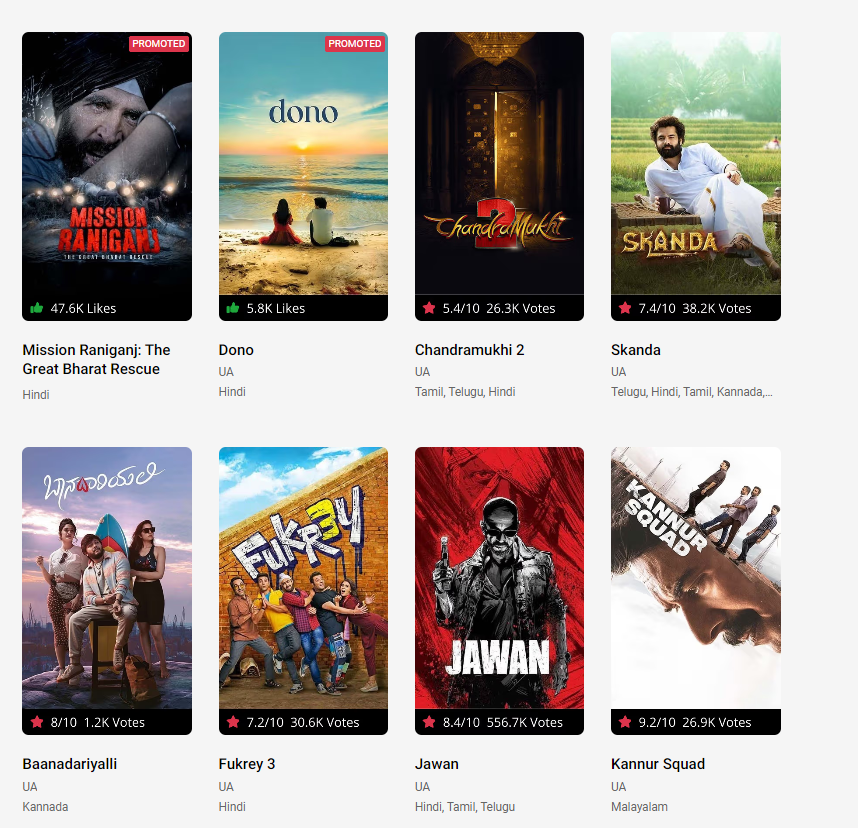 PROMOTED
MISSION
RANIGANJ
THE GREAT BHARAT RESCUE
47.6K Likes
Mission Raniganj: The
Great Bharat Rescue
Hindi
PROMOTED
dono
5.8K Likes
Dono
UA
Hindi
ChandraMukhi
2
5.4/10 26.3K Votes
Chandramukhi 2
UA
Tamil, Telugu, Hindi
SKANDA
7.4/10 38.2K Votes
Skanda
UA
Telugu, Hindi, Tamil, Kannada,...
ಬಾನದಾರಿಯಲ್ಲಿ
8/10 1.2K Votes
Baanadariyalli
UA
Kannada
FUKR3Y
7.2/10 30.6K Votes
Fukrey 3
UA
Hindi
JAWAN
8.4/10 556.7K Votes
Jawan
UA
Hindi, Tamil, Telugu
KANNUR
SQUAD
9.2/10 26.9K Votes
Kannur Squad
UA
Malayalam